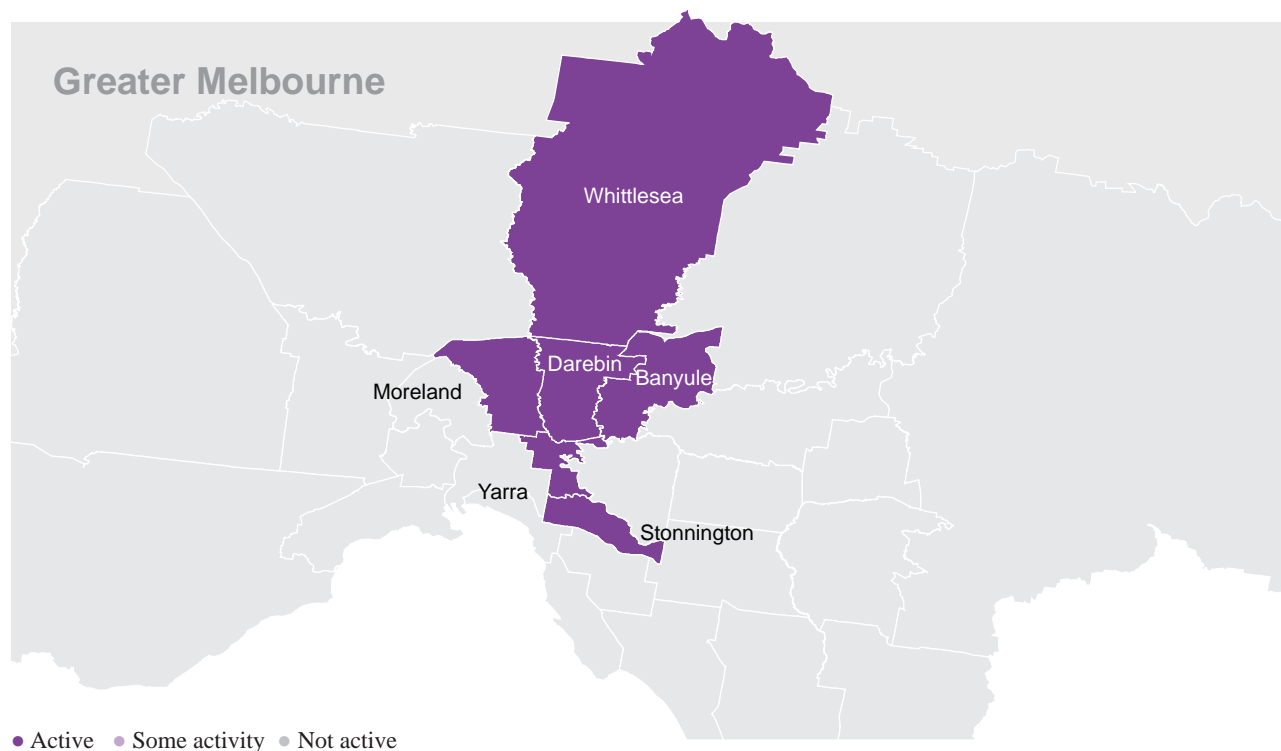 Greater Melbourne
Whittlesea
Darebin
Banyule
Moreland
Yarra
Stonnington
Active Some activity Not active